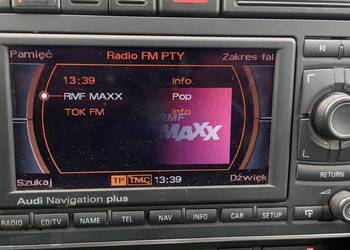 Pamięć Radio FM PTY Zakres fal
13:39 Info.
RMF MAXX Pop
TOK FM Info.
RMF
MAXX
Szukaj TP TMC 13:39 Dźwięk
Audi Navigation plus
RETURN
RADIO CD/TV NAME TEL NAV INFO CAR SETUP